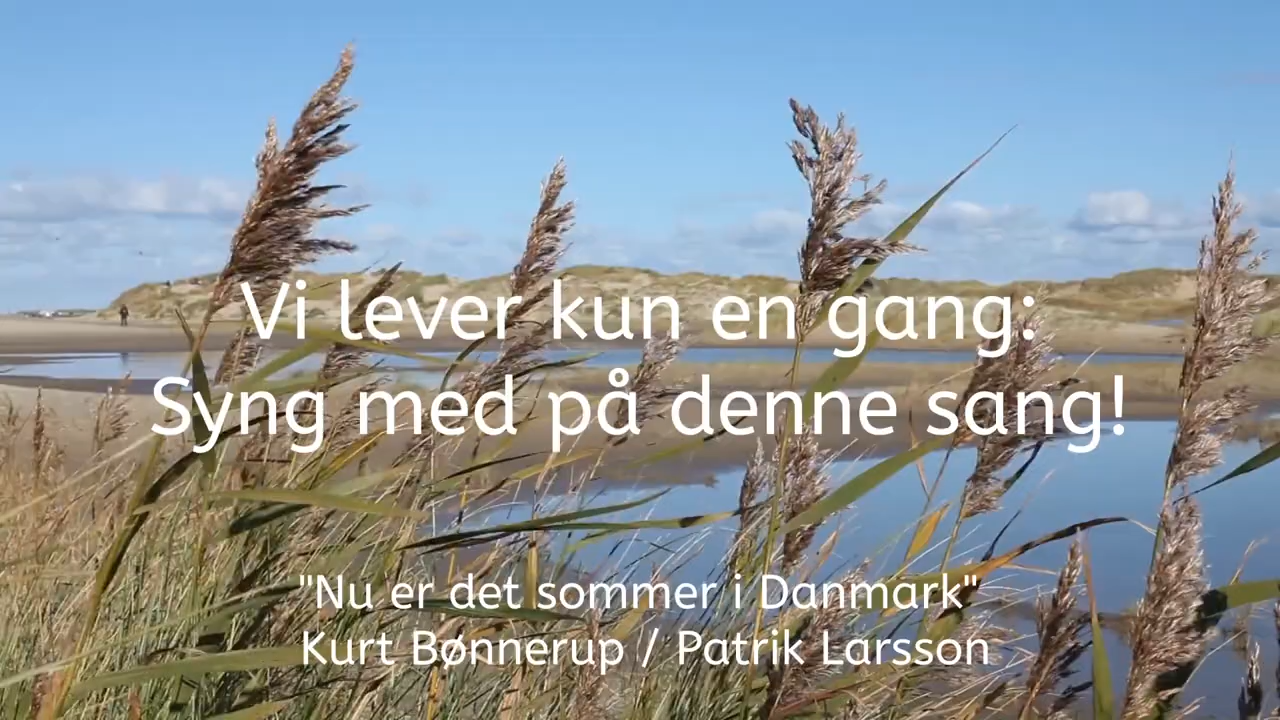 Vi lever kun en gang:
Syng med på denne sang!
"Nu er det sommer i Danmark"
Kurt Bønnerup / Patrik Larsson